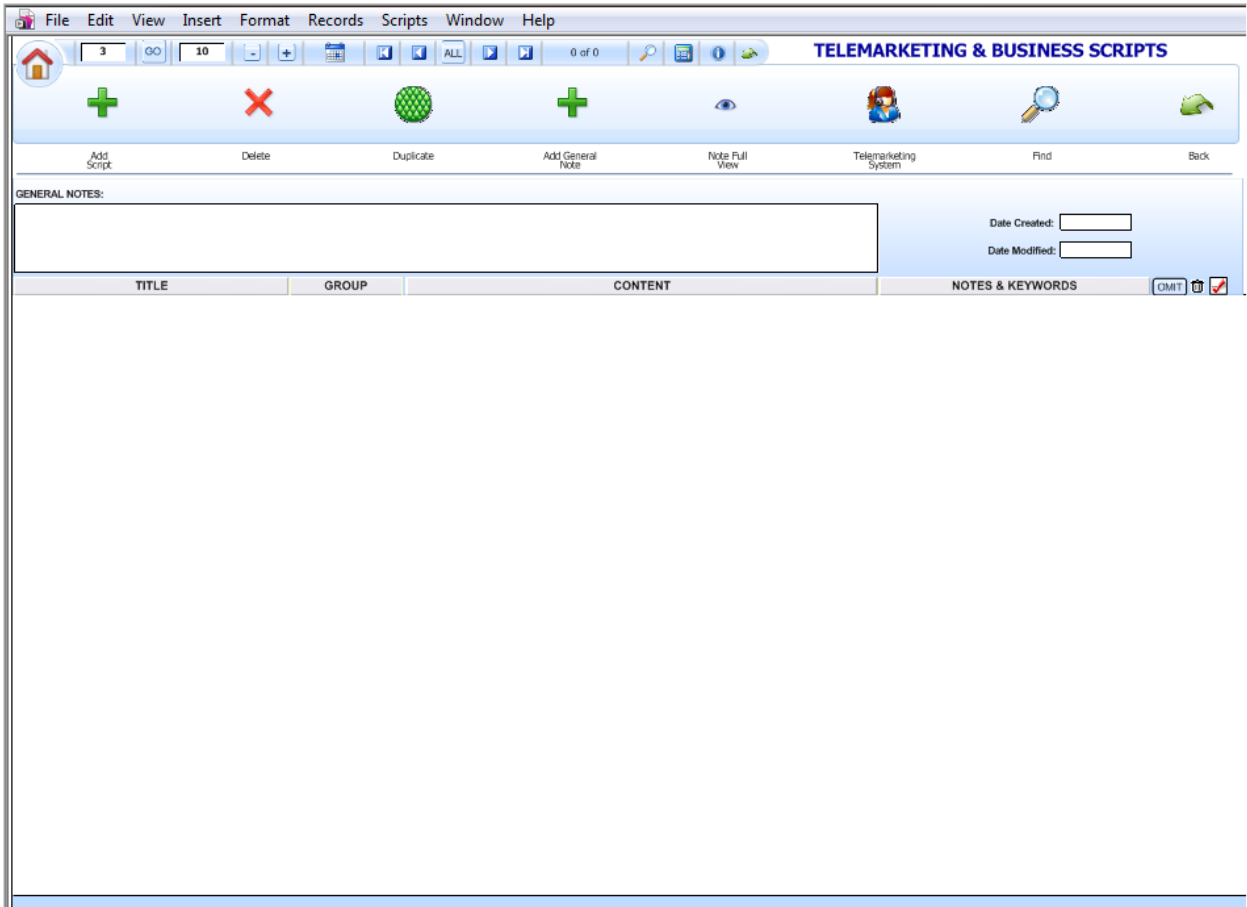 File Edit View Insert Format Records Scripts Window Help
3 GO 10 - + ALL 0 of 0 TELEMARKETING & BUSINESS SCRIPTS
Add Script Delete Duplicate Add General Note Note Full View Telemarketing System Find Back
GENERAL NOTES:
Date Created:
Date Modified:
TITLE GROUP CONTENT NOTES & KEYWORDS OMIT